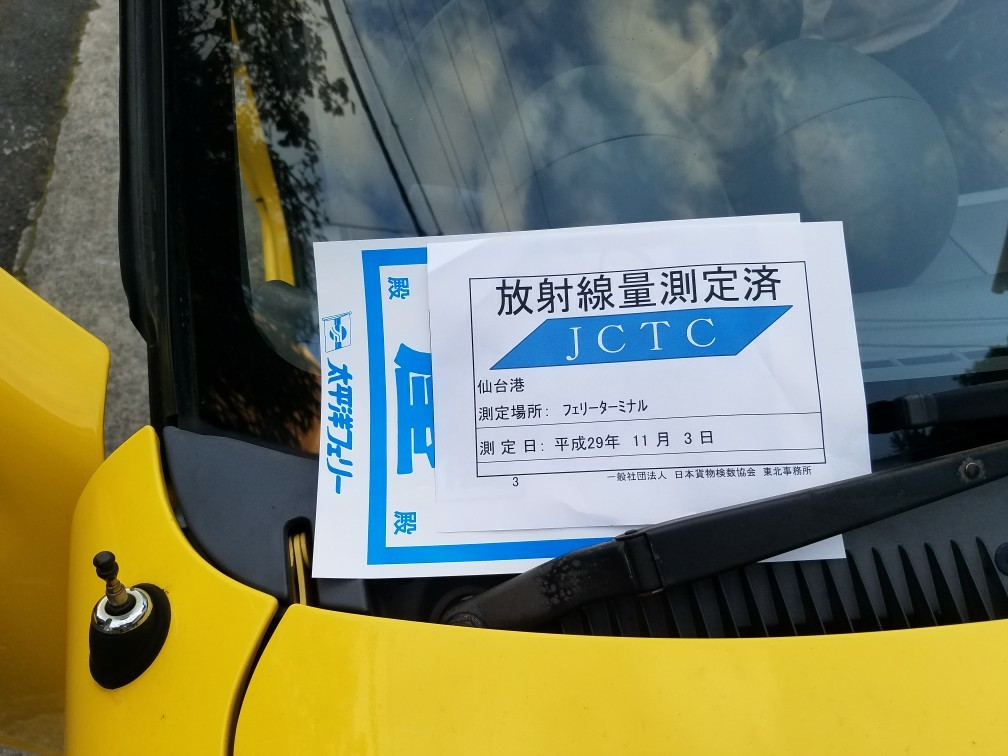 放射線量測定済
JCTC
仙台港
測定場所: フェリーターミナル
測定日: 平成29年 11月 3日
3
一般社団法人 日本貨物検数協会 東北事務所
殿
殿
太平洋フェリー